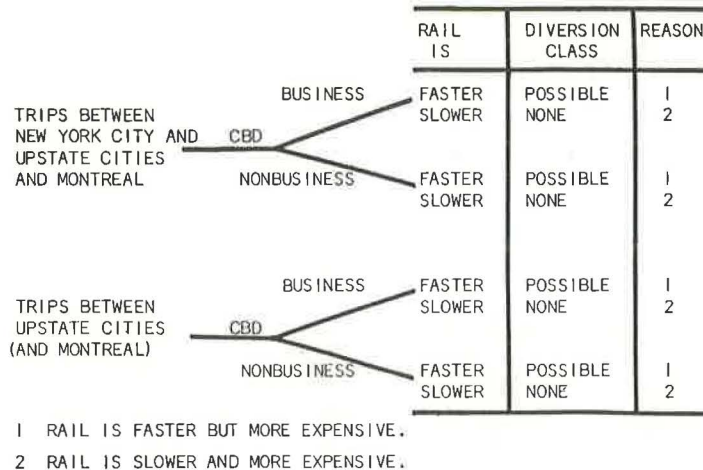 RAIL IS
DIVERSION CLASS
REASON
TRIPS BETWEEN
NEW YORK CITY AND
UPSTATE CITIES
AND MONTREAL
CBD
BUSINESS
FASTER POSSIBLE 1
SLOWER NONE 2
NONBUSINESS
FASTER POSSIBLE 1
SLOWER NONE 2
TRIPS BETWEEN
UPSTATE CITIES
(AND MONTREAL)
CBD
BUSINESS
FASTER POSSIBLE 1
SLOWER NONE 2
NONBUSINESS
FASTER POSSIBLE 1
SLOWER NONE 2
1 RAIL IS FASTER BUT MORE EXPENSIVE.
2 RAIL IS SLOWER AND MORE EXPENSIVE.